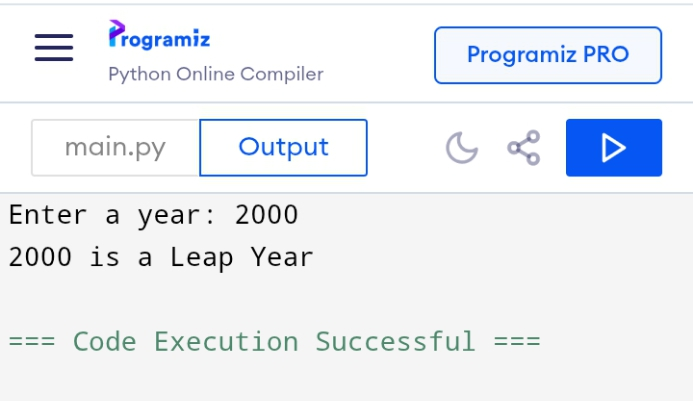 Programiz
Python Online Compiler
Programiz PRO
main.py
Output
Enter a year: 2000
2000 is a Leap Year
=== Code Execution Successful ===